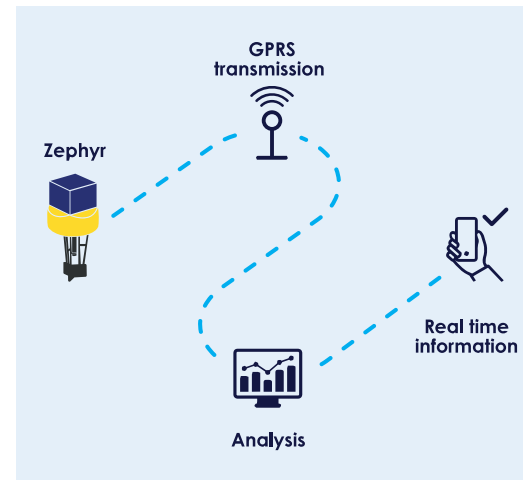 GPRS
transmission
Zephyr
Real time
information
Analysis